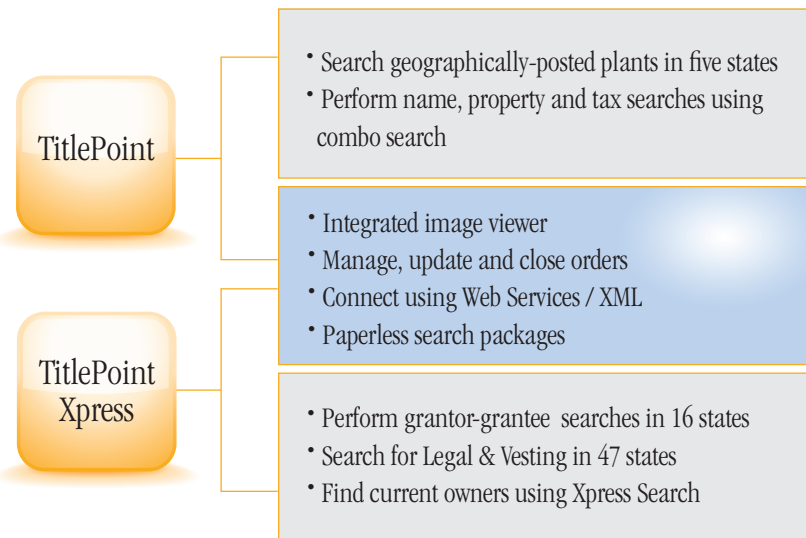 TitlePoint
• Search geographically-posted plants in five states
• Perform name, property and tax searches using
combo search
• Integrated image viewer
• Manage, update and close orders
• Connect using Web Services / XML
• Paperless search packages
TitlePoint
Xpress
• Perform grantor-grantee searches in 16 states
• Search for Legal & Vesting in 47 states
• Find current owners using Xpress Search